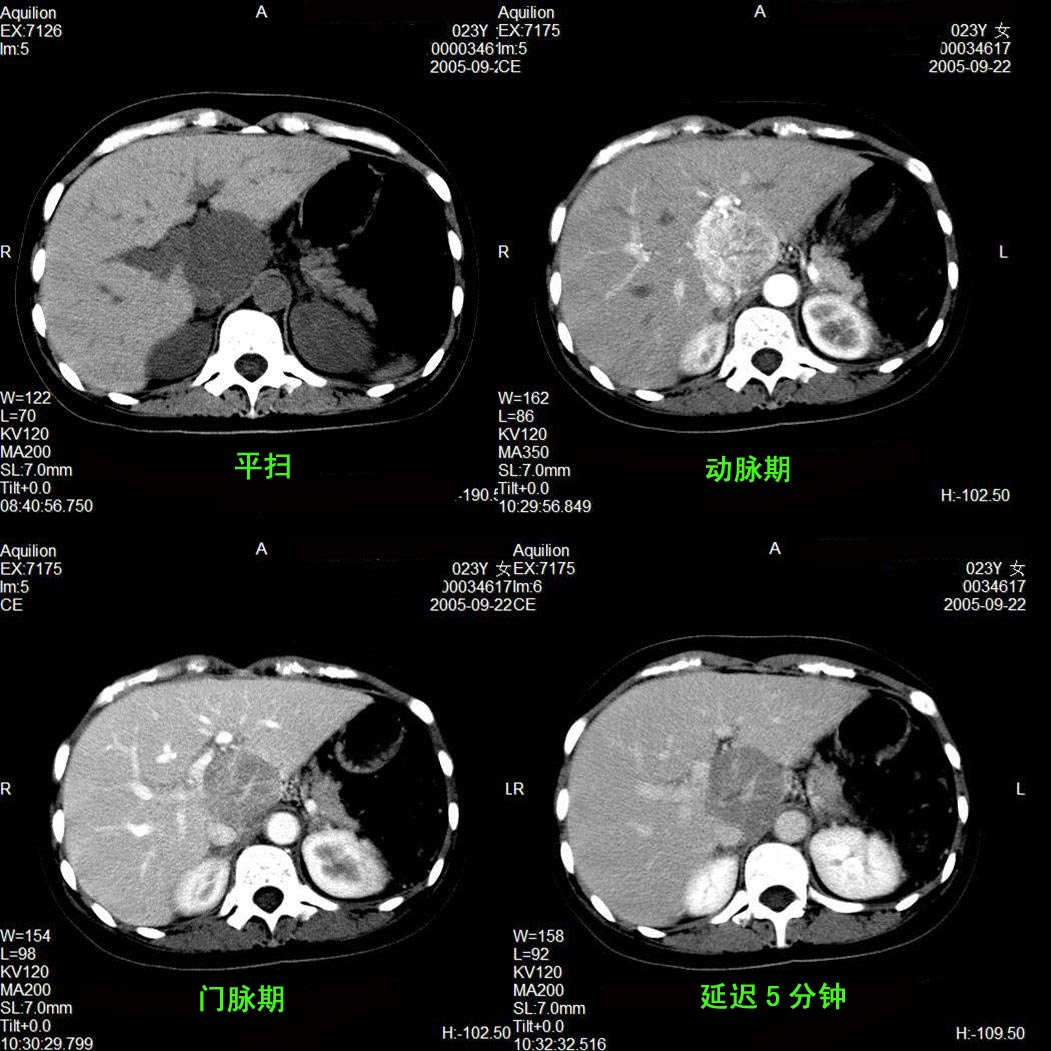 Aquilion
EX:7126
Im:5
A
023Y
0000346
2005-09-
R
W=122
L=70
KV120
MA200
SL:7.0mm
Tilt+0.0
08:40:56.750
平扫
-190.
Aquilion
EX:7175
Im:5
CE
A
023Y 女
00034617
2005-09-22
R
L
W=162
L=86
KV120
MA350
SL:7.0mm
Tilt+0.0
10:29:56.849
动脉期
H:-102.50
Aquilion
EX:7175
Im:5
CE
A
023Y 女
00034617
2005-09-22
R
L
W=154
L=98
KV120
MA200
SL:7.0mm
Tilt+0.0
10:30:29.799
门脉期
H:-102.50
Aquilion
EX:7175
Im:6
CE
A
023Y 女
0034617
2005-09-22
R
L
W=158
L=92
KV120
MA200
SL:7.0mm
Tilt+0.0
10:32:32.516
延迟 5 分钟
H:-109.50